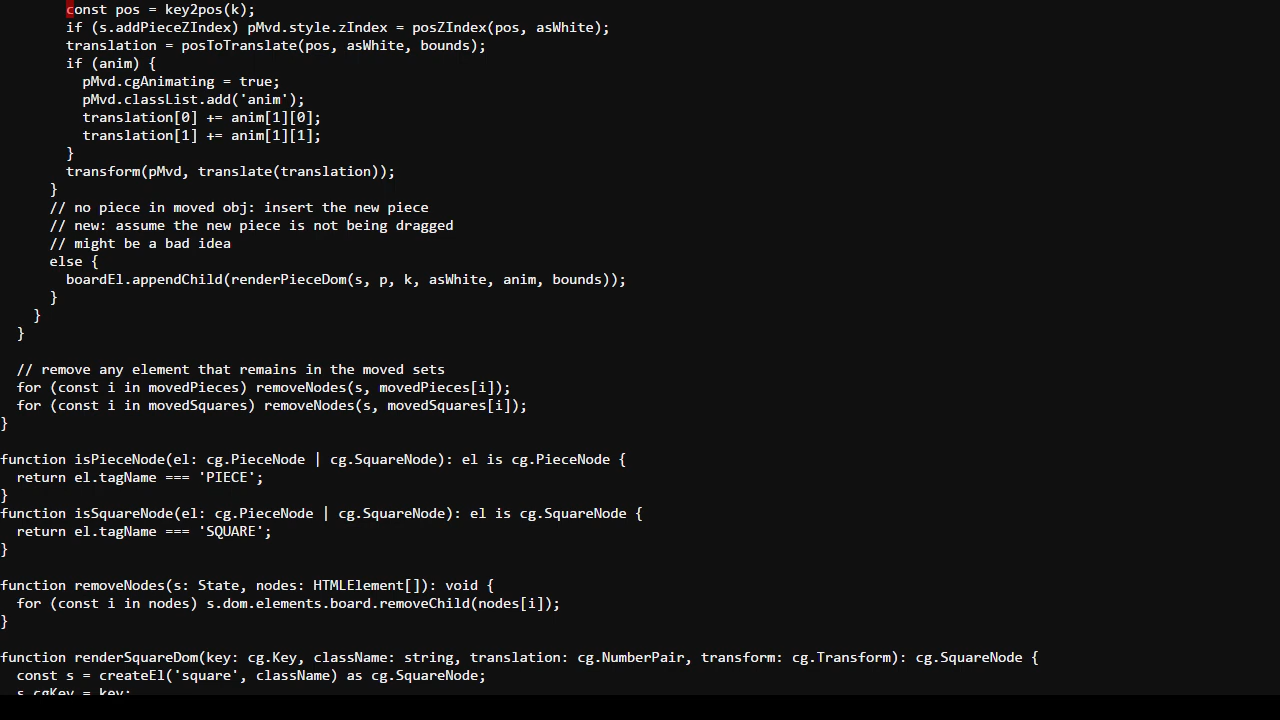 const pos = key2pos(k);
if (s.addPieceZIndex) pMvd.style.zIndex = posZIndex(pos, asWhite);
translation = posToTranslate(pos, asWhite, bounds);
if (anim) {
pMvd.cgAnimating = true;
pMvd.classList.add('anim');
translation[0] += anim[1][0];
translation[1] += anim[1][1];
}
transform(pMvd, translate(translation));
}
// no piece in moved obj: insert the new piece
// new: assume the new piece is not being dragged
// might be a bad idea
else {
boardEl.appendChild(renderPieceDom(s, p, k, asWhite, anim, bounds));
}
}
}
// remove any element that remains in the moved sets
for (const i in movedPieces) removeNodes(s, movedPieces[i]);
for (const i in movedSquares) removeNodes(s, movedSquares[i]);
}
function isPieceNode(el: cg.PieceNode | cg.SquareNode): el is cg.PieceNode {
return el.tagName === 'PIECE';
}
function isSquareNode(el: cg.PieceNode | cg.SquareNode): el is cg.SquareNode {
return el.tagName === 'SQUARE';
}
function removeNodes(s: State, nodes: HTMLElement[]): void {
for (const i in nodes) s.dom.elements.board.removeChild(nodes[i]);
}
function renderSquareDom(key: cg.Key, className: string, translation: cg.NumberPair, transform: cg.Transform): cg.SquareNode {
const s = createEl('square', className) as cg.SquareNode;
s.cgKey = key;